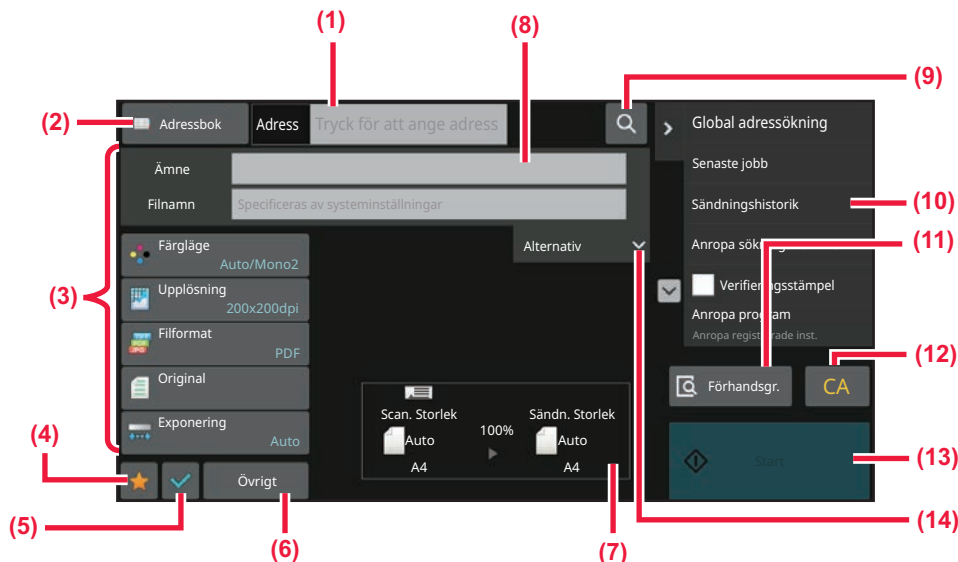 (1)
(8)
(9)
(2)
Adressbok
Adress
Tryck för att ange adress
Global adressökning
Ämne
Senaste jobb
Filnamn
Specificeras av systeminställningar
Sändningshistorik
(10)
(11)
Alternativ
Anropa sökn
(3)
Färgläge
Auto/Mono2
Upplösning
200x200dpi
Verifieringsstämpel
Anropa program
Anropa registrerade inst.
Filformat
PDF
(12)
Original
Förhandsgr.
CA
Exponering
Auto
Scan. Storlek
Auto
A4
100%
Sändn. Storlek
Auto
A4
(4)
Start
(13)
Övrigt
(5)
(6)
(7)
(14)